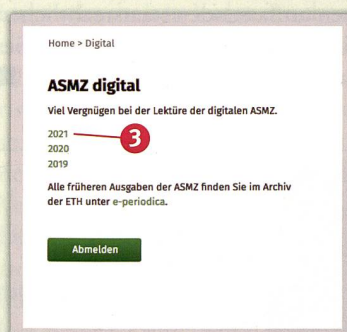 Home > Digital
ASMZ digital
Viel Vergnügen bei der Lektüre der digitalen ASMZ.
2021
3
2020
2019
Alle früheren Ausgaben der ASMZ finden Sie im Archiv
der ETH unter e-periodica.
Abmelden